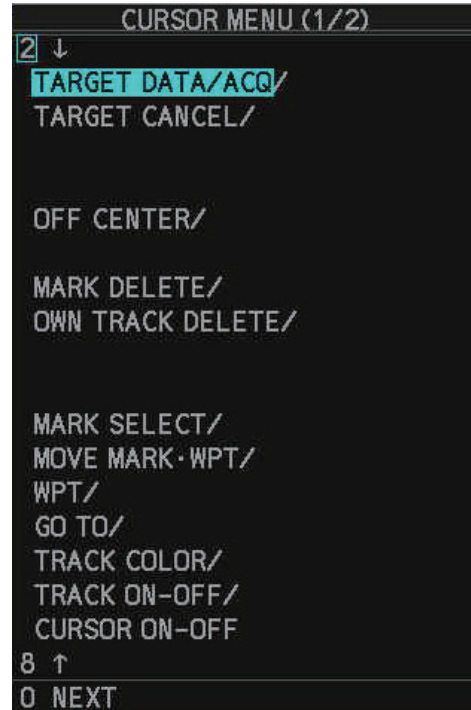 CURSOR MENU (1/2)
2 ↓
TARGET DATA/ACQ/
TARGET CANCEL/
OFF CENTER/
MARK DELETE/
OWN TRACK DELETE/
MARK SELECT/
MOVE MARK·WPT/
WPT/
GO TO/
TRACK COLOR/
TRACK ON-OFF/
CURSOR ON-OFF
8 ↑
0 NEXT